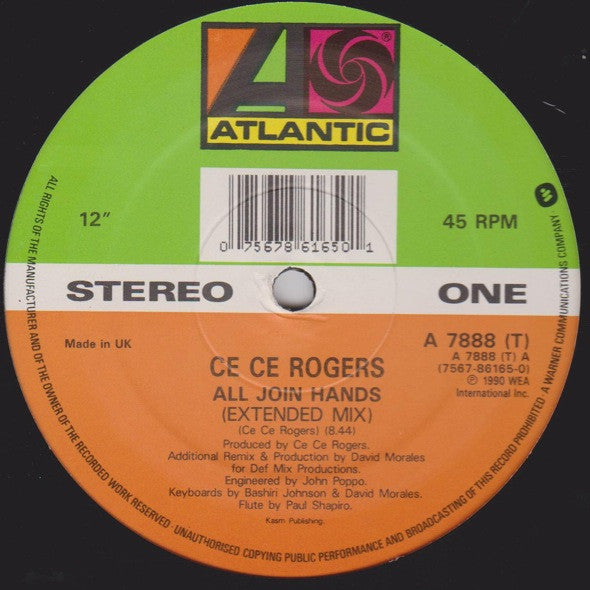 ATLANTIC
®
12"
45 RPM
0 75678 61650 1
STEREO
ONE
Made in UK
A 7888 (T)
A 7888 (T) A
(7567-86165-0)
℗ 1990 WEA
International Inc.
CE CE ROGERS
ALL JOIN HANDS
(EXTENDED MIX)
(Ce Ce Rogers) (8.44)
Produced by Ce Ce Rogers.
Additional Remix & Production by David Morales
for Def Mix Productions.
Engineered by John Poppo.
Keyboards by Bashiri Johnson & David Morales.
Flute by Paul Shapiro.
Kasm Publishing.
ALL RIGHTS OF THE MANUFACTURER AND OF THE OWNER OF THE RECORDED WORK RESERVED · UNAUTHORISED COPYING PUBLIC PERFORMANCE AND BROADCASTING OF THIS RECORD PROHIBITED · A WARNER COMMUNICATIONS COMPANY